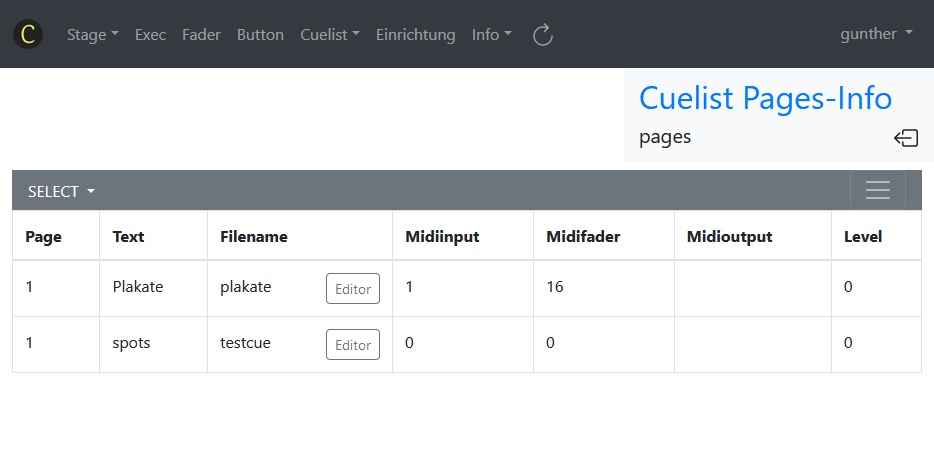 C Stage Exec Fader Button Cuelist Einrichtung Info gunther
Cuelist Pages-Info
pages
SELECT
Page Text Filename Midiinput Midifader Midioutput Level
1 Plakate plakate Editor 1 16 0
1 spots testcue Editor 0 0 0